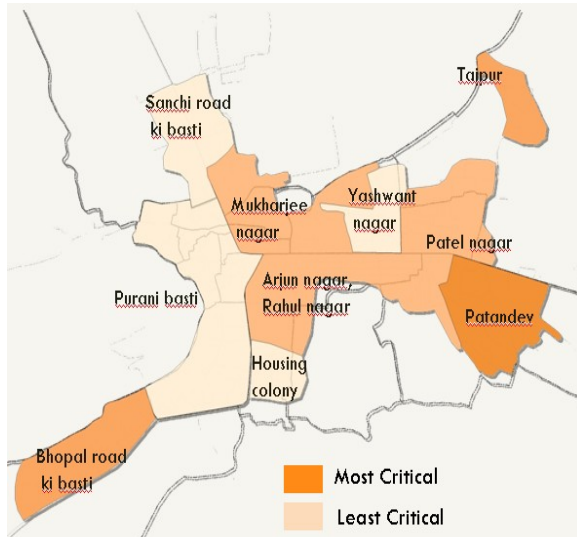 Taipur
Sanchi road
ki basti
Mukharjee
nagar
Yashwant
nagar
Patel nagar
Arjun nagar,
Rahul nagar
Purani basti
Patandev
Housing
colony
Bhopal road
ki basti
Most Critical
Least Critical